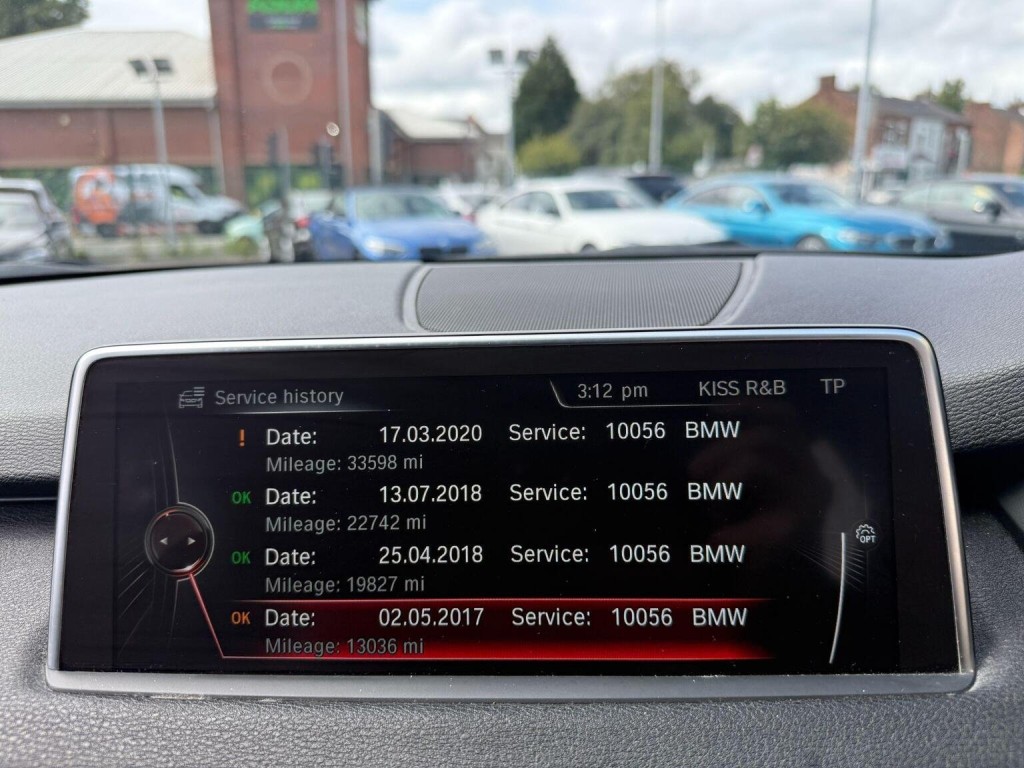 Service history
3:12 pm KISS R&B TP
! Date: 17.03.2020 Service: 10056 BMW
Mileage: 33598 mi
OK Date: 13.07.2018 Service: 10056 BMW
Mileage: 22742 mi
OK Date: 25.04.2018 Service: 10056 BMW
Mileage: 19827 mi
OK Date: 02.05.2017 Service: 10056 BMW
Mileage: 13036 mi
OPT